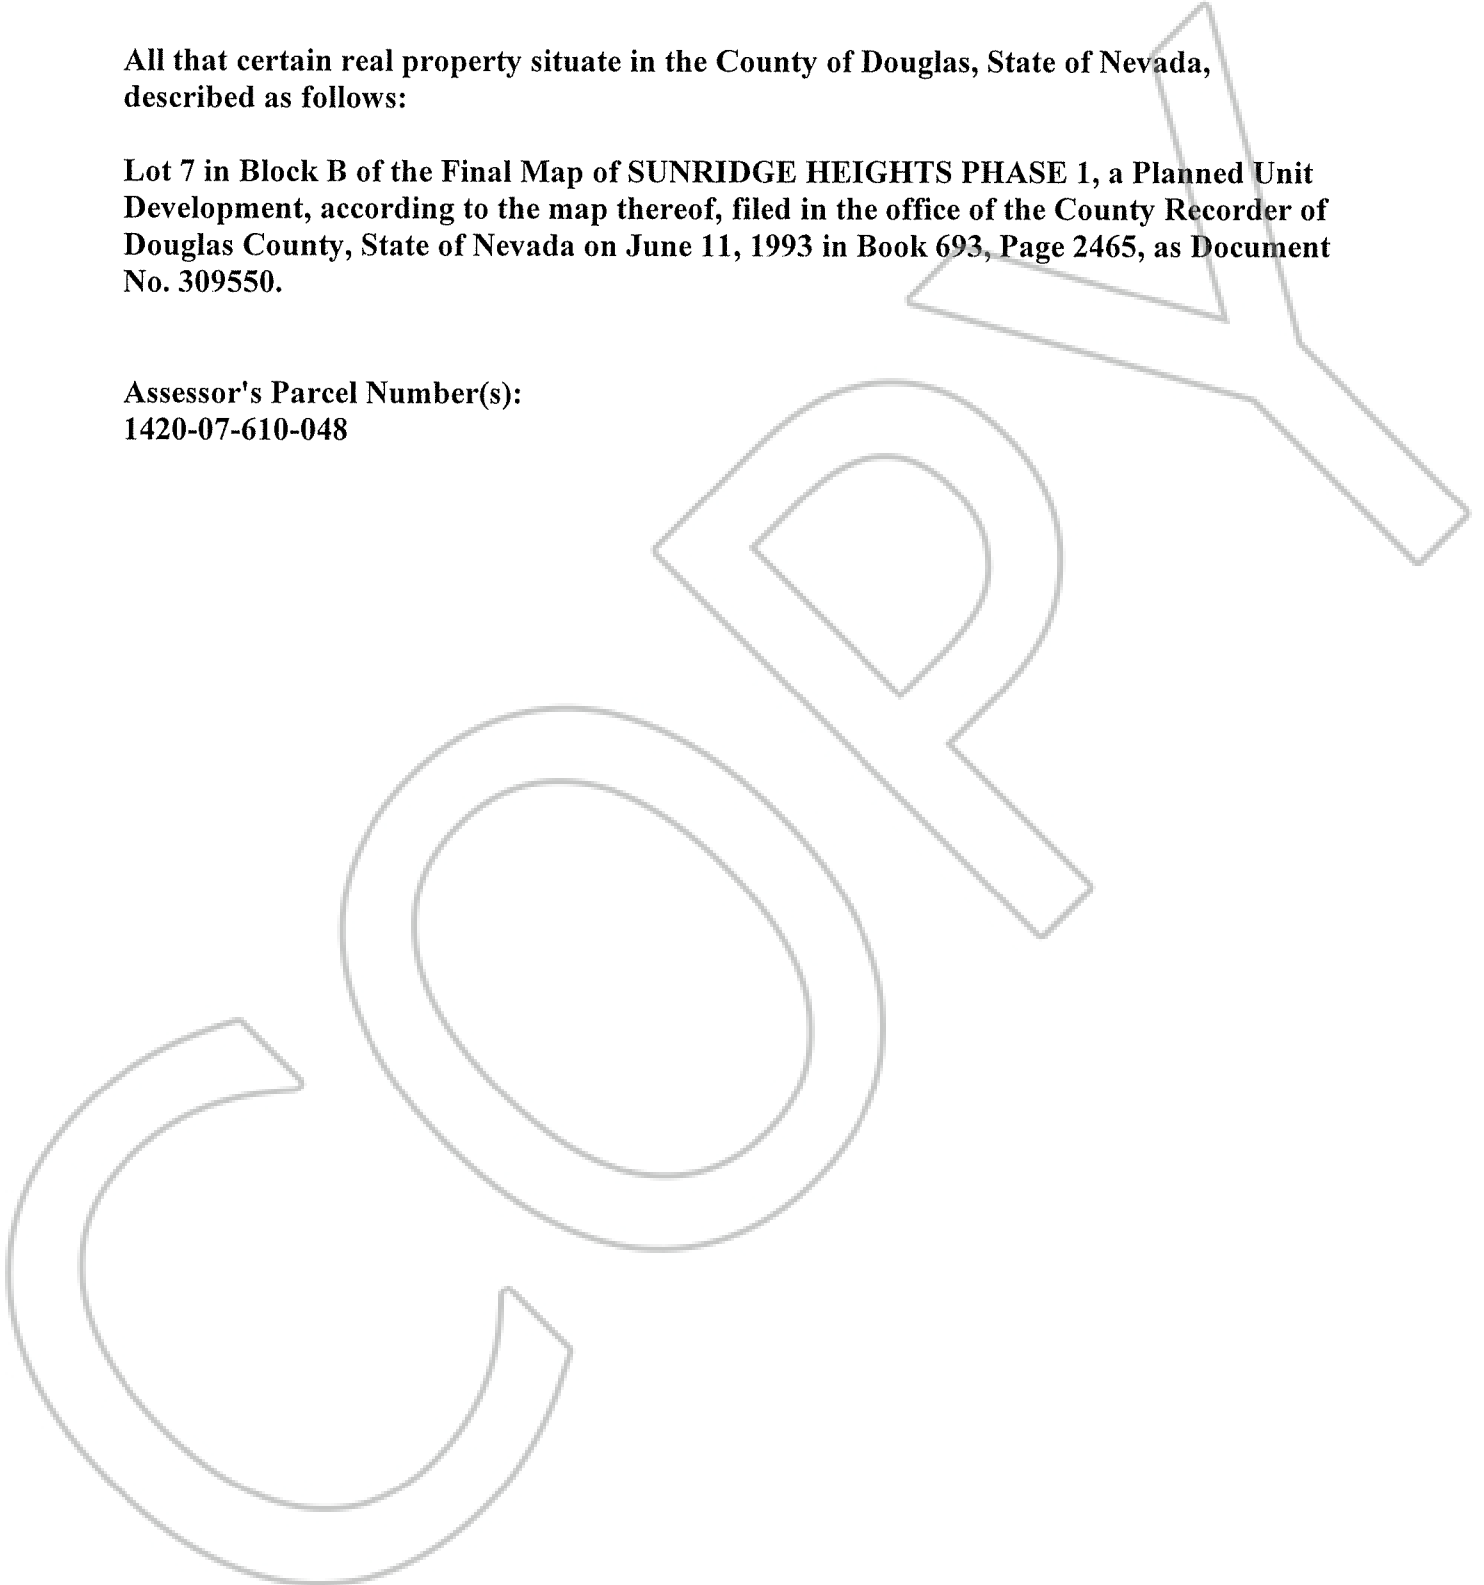 All that certain real property situate in the County of Douglas, State of Nevada,
described as follows:
Lot 7 in Block B of the Final Map of SUNRIDGE HEIGHTS PHASE 1, a Planned Unit
Development, according to the map thereof, filed in the office of the County Recorder of
Douglas County, State of Nevada on June 11, 1993 in Book 693, Page 2465, as Document
No. 309550.
Assessor's Parcel Number(s):
1420-07-610-048
COPY